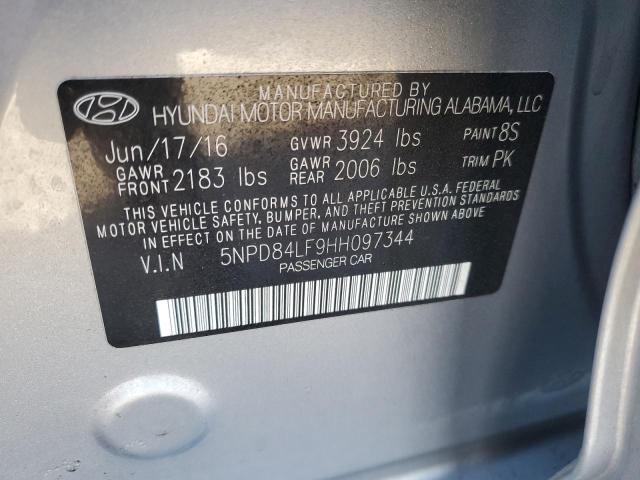 MANUFACTURED BY
HYUNDAI MOTOR MANUFACTURING ALABAMA, LLC
Jun/17/16 GVWR 3924 lbs PAINT 8S
GAWR FRONT 2183 lbs GAWR REAR 2006 lbs TRIM PK
THIS VEHICLE CONFORMS TO ALL APPLICABLE U.S.A. FEDERAL
MOTOR VEHICLE SAFETY, BUMPER, AND THEFT PREVENTION STANDARDS
IN EFFECT ON THE DATE OF MANUFACTURE SHOWN ABOVE.
V.I.N 5NPD84LF9HH097344
PASSENGER CAR